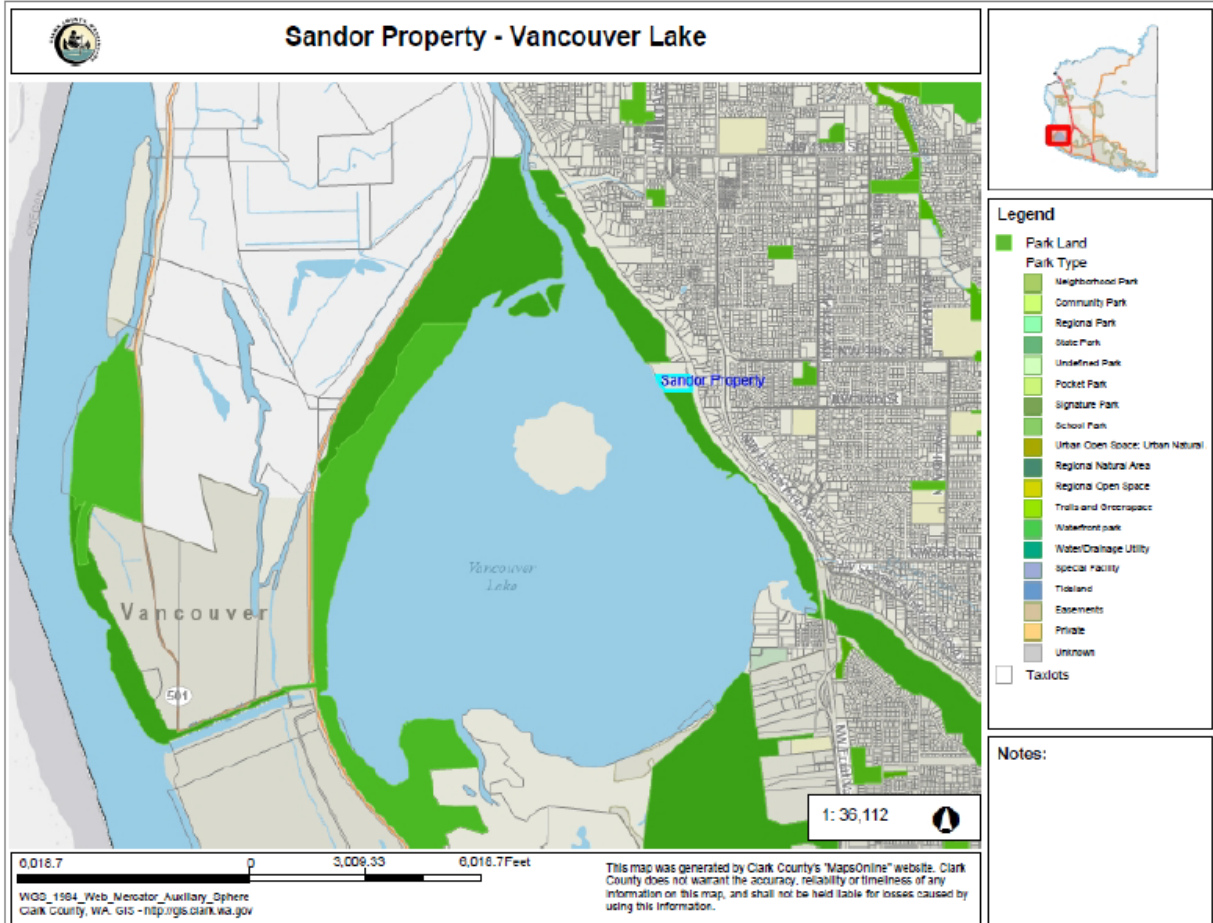 Sandor Property - Vancouver Lake
Sandor Property
Vancouver
Lake
Vancouver
501
1: 36,112
Legend
Park Land
Park Type
Neighborhood Park
Community Park
Regional Park
State Park
Undefined Park
Pocket Park
Signature Park
School Park
Urban Open Space: Urban Natural
Regional Natural Area
Regional Open Space
Trails and Greenspace
Waterfront park
Water/Drainage Utility
Special Facility
Tideland
Easements
Private
Unknown
Taxlots
Notes:
6,018.7 0 3,009.33 6,018.7Feet
WGS_1984_Web_Mercator_Auxiliary_Sphere
Clark County, WA. GIS - http://gis.clark.wa.gov
This map was generated by Clark County's "MapsOnline" website. Clark
County does not warrant the accuracy, reliability or timeliness of any
information on this map, and shall not be held liable for losses caused by
using this information.